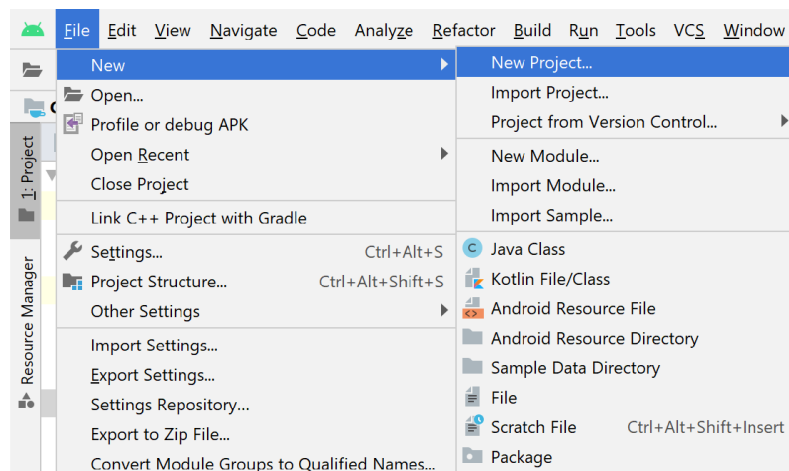 File Edit View Navigate Code Analyze Refactor Build Run Tools VCS Window
New
Open...
Profile or debug APK
Open Recent
Close Project
Link C++ Project with Gradle
Settings... Ctrl+Alt+S
Project Structure... Ctrl+Alt+Shift+S
Other Settings
Import Settings...
Export Settings...
Settings Repository...
Export to Zip File...
Convert Module Groups to Qualified Names...
New Project...
Import Project...
Project from Version Control...
New Module...
Import Module...
Import Sample...
C Java Class
Kotlin File/Class
Android Resource File
Android Resource Directory
Sample Data Directory
File
Scratch File Ctrl+Alt+Shift+Insert
Package
1: Project
Resource Manager